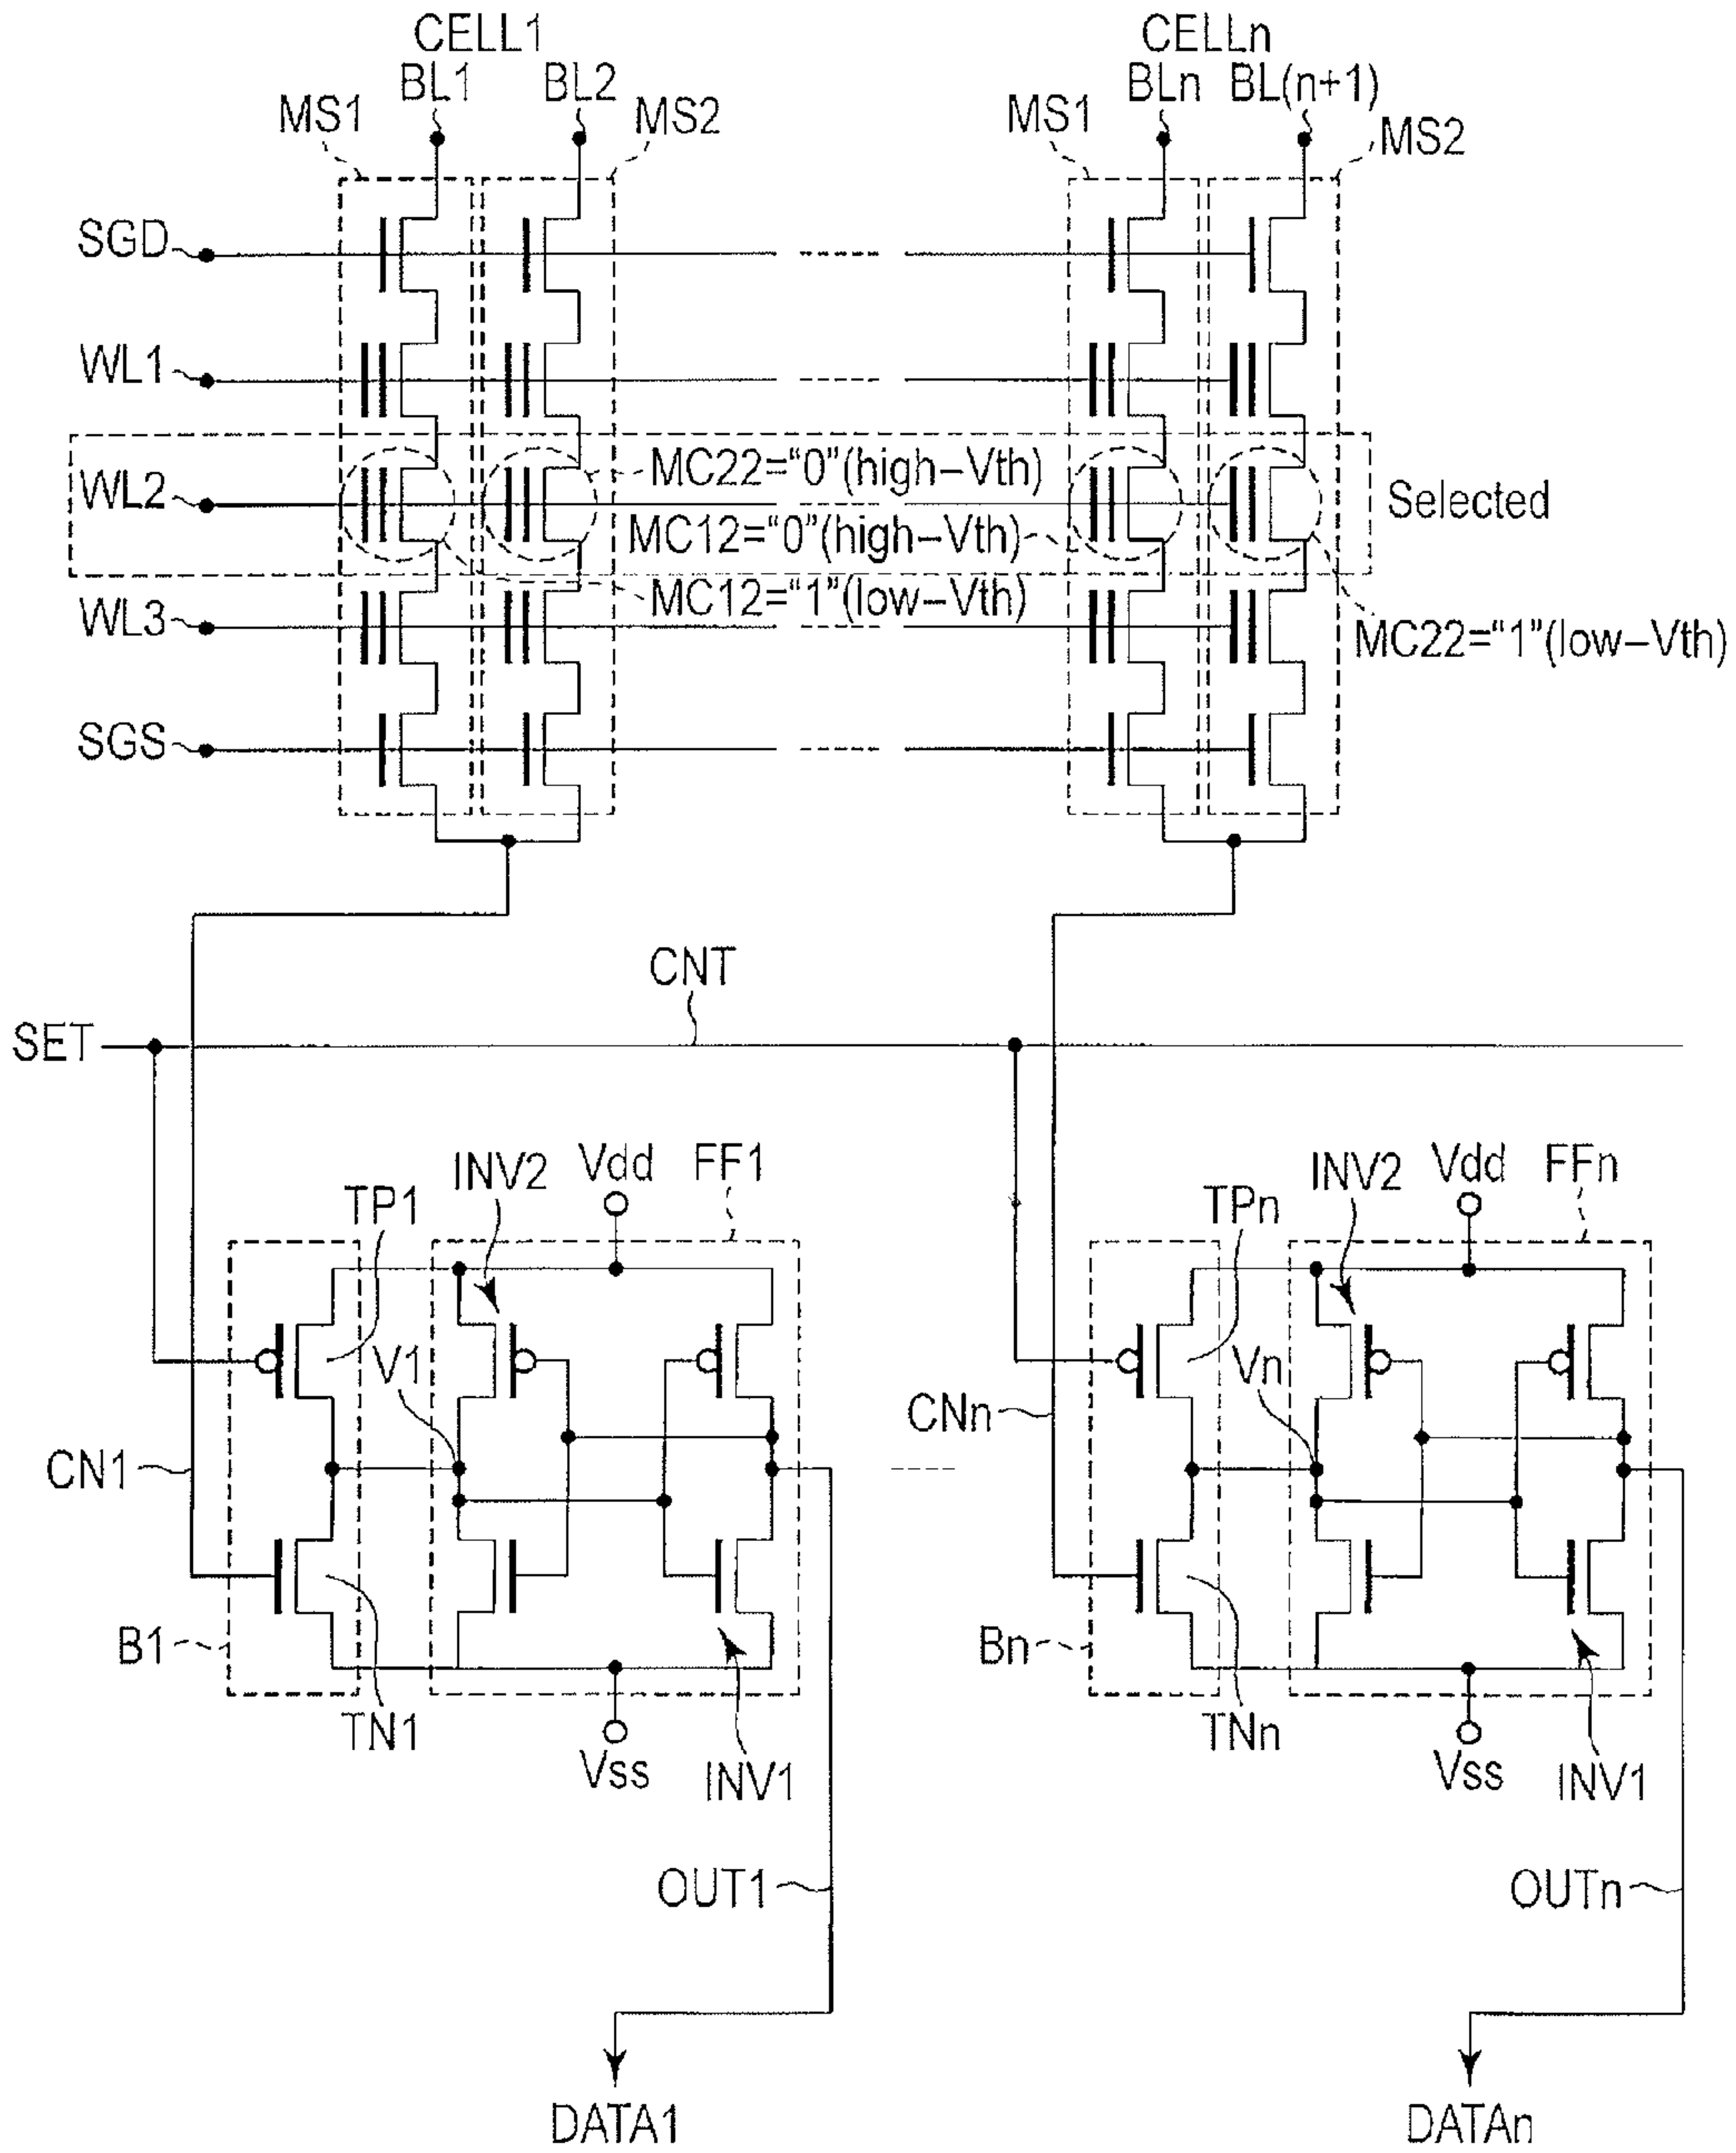 CELL1
CELLn
BL1
BL2
BLn
BL(n+1)
MS1
MS2
MS1
MS2
SGD
WL1
WL2
MC22="0"(high-Vth)
Selected
MC12="0"(high-Vth)
MC12="1"(low-Vth)
WL3
MC22="1"(low-Vth)
SGS
CNT
SET
INV2
Vdd
FF1
INV2
Vdd
FFn
TP1
TPn
V1
Vn
CNn
CN1
B1
Bn
TN1
Vss
INV1
TNn
Vss
INV1
OUT1
OUTn
DATA1
DATAn